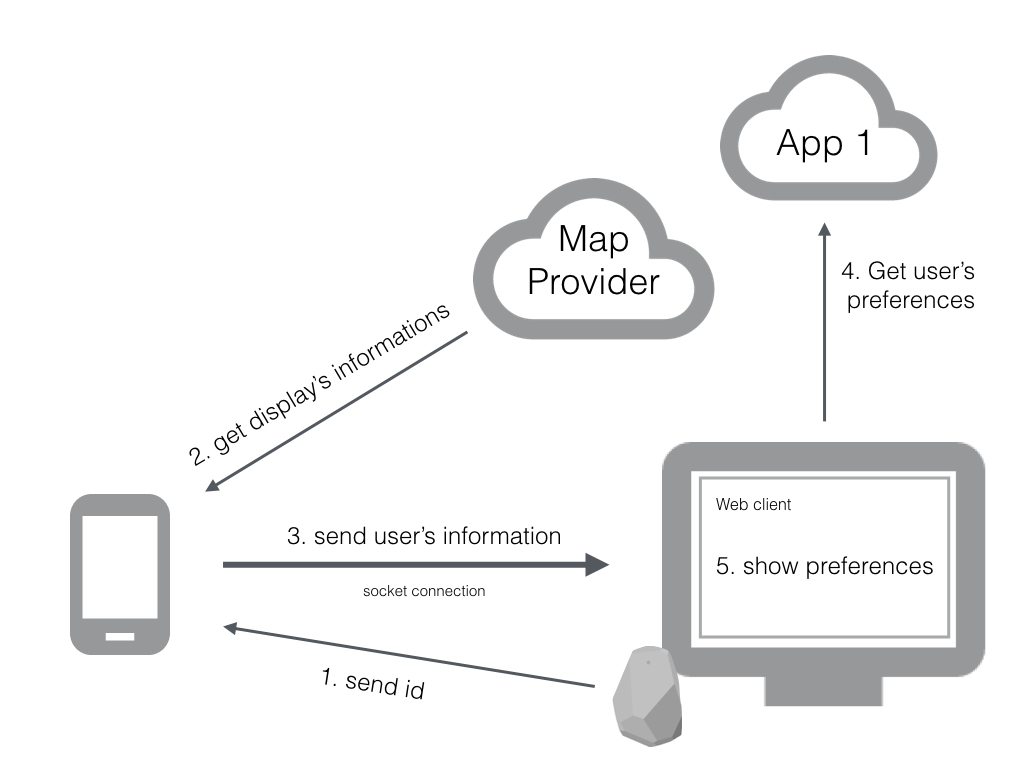 App 1
Map
Provider
4. Get user's
preferences
2. get display's informations
Web client
3. send user's information
5. show preferences
socket connection
1. send id